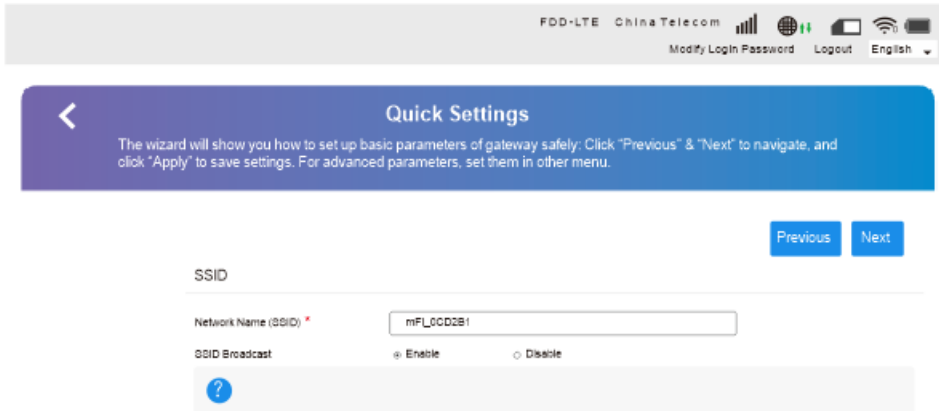 FDD-LTE China Telecom
Modify Login Password Logout English
Quick Settings
The wizard will show you how to set up basic parameters of gateway safely: Click "Previous" & "Next" to navigate, and
click "Apply" to save settings. For advanced parameters, set them in other menu.
Previous Next
SSID
Network Name (SSID) *
mFI_0CD2B1
SSID Broadcast Enable Disable
?